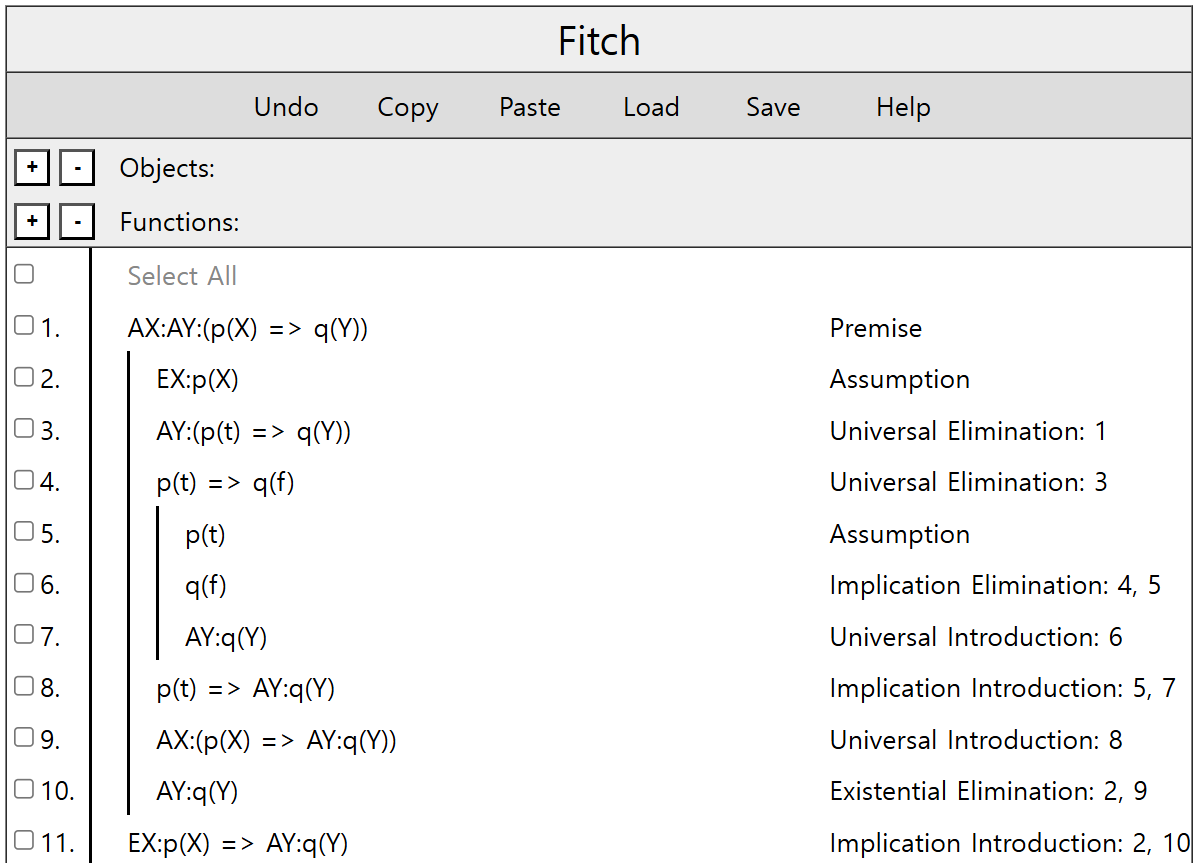 Fitch
Undo Copy Paste Load Save Help
+ - Objects:
+ - Functions:
Select All
1. AX:AY:(p(X) => q(Y)) Premise
2. EX:p(X) Assumption
3. AY:(p(t) => q(Y)) Universal Elimination: 1
4. p(t) => q(f) Universal Elimination: 3
5. p(t) Assumption
6. q(f) Implication Elimination: 4, 5
7. AY:q(Y) Universal Introduction: 6
8. p(t) => AY:q(Y) Implication Introduction: 5, 7
9. AX:(p(X) => AY:q(Y)) Universal Introduction: 8
10. AY:q(Y) Existential Elimination: 2, 9
11. EX:p(X) => AY:q(Y) Implication Introduction: 2, 10